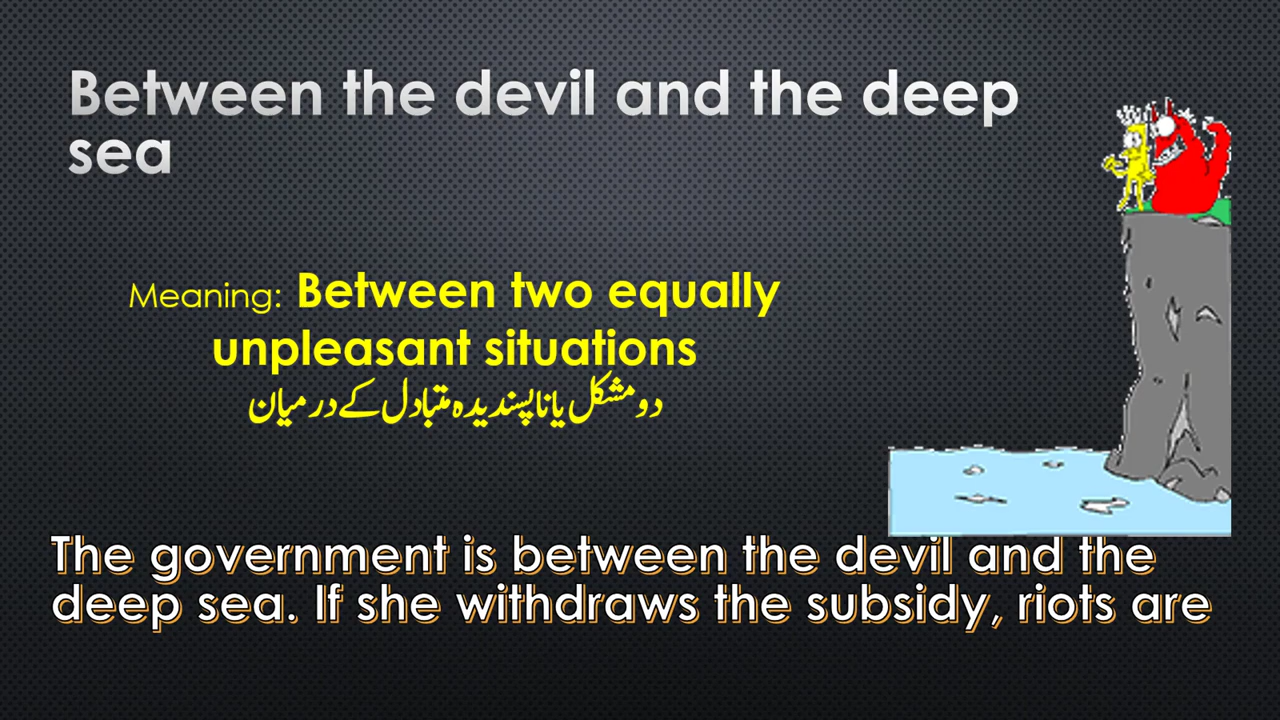 Between the devil and the deep
sea
Meaning: Between two equally
unpleasant situations
دو مشکل یا ناپسندیدہ متبادل کے درمیان
The government is between the devil and the
deep sea. If she withdraws the subsidy, riots are